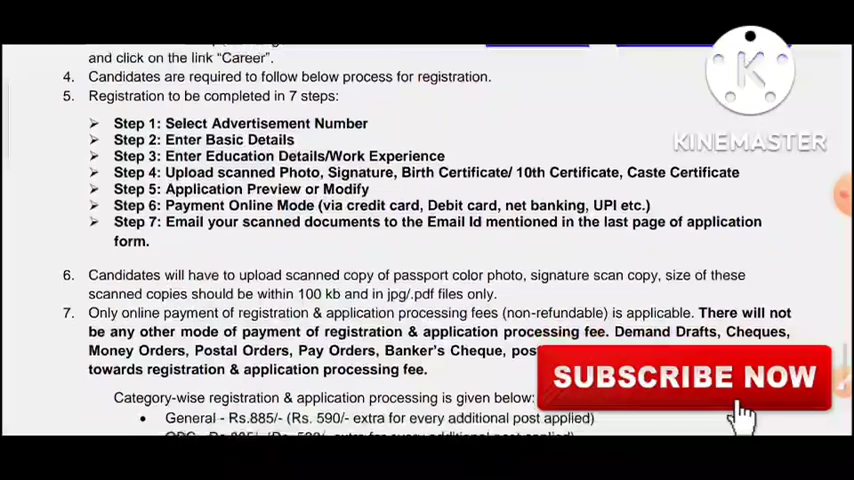 and click on the link “Career”.
4. Candidates are required to follow below process for registration.
5. Registration to be completed in 7 steps:
➢ Step 1: Select Advertisement Number
➢ Step 2: Enter Basic Details
➢ Step 3: Enter Education Details/Work Experience
➢ Step 4: Upload scanned Photo, Signature, Birth Certificate/ 10th Certificate, Caste Certificate
➢ Step 5: Application Preview or Modify
➢ Step 6: Payment Online Mode (via credit card, Debit card, net banking, UPI etc.)
➢ Step 7: Email your scanned documents to the Email Id mentioned in the last page of application
form.
6. Candidates will have to upload scanned copy of passport color photo, signature scan copy, size of these
scanned copies should be within 100 kb and in jpg/.pdf files only.
7. Only online payment of registration & application processing fees (non-refundable) is applicable. There will not
be any other mode of payment of registration & application processing fee. Demand Drafts, Cheques,
Money Orders, Postal Orders, Pay Orders, Banker's Cheque,
towards registration & application processing fee.
Category-wise registration & application processing is given below:
• General - Rs.885/- (Rs. 590/- extra for every additional post applied)
K
KINEMASTER
SUBSCRIBE NOW